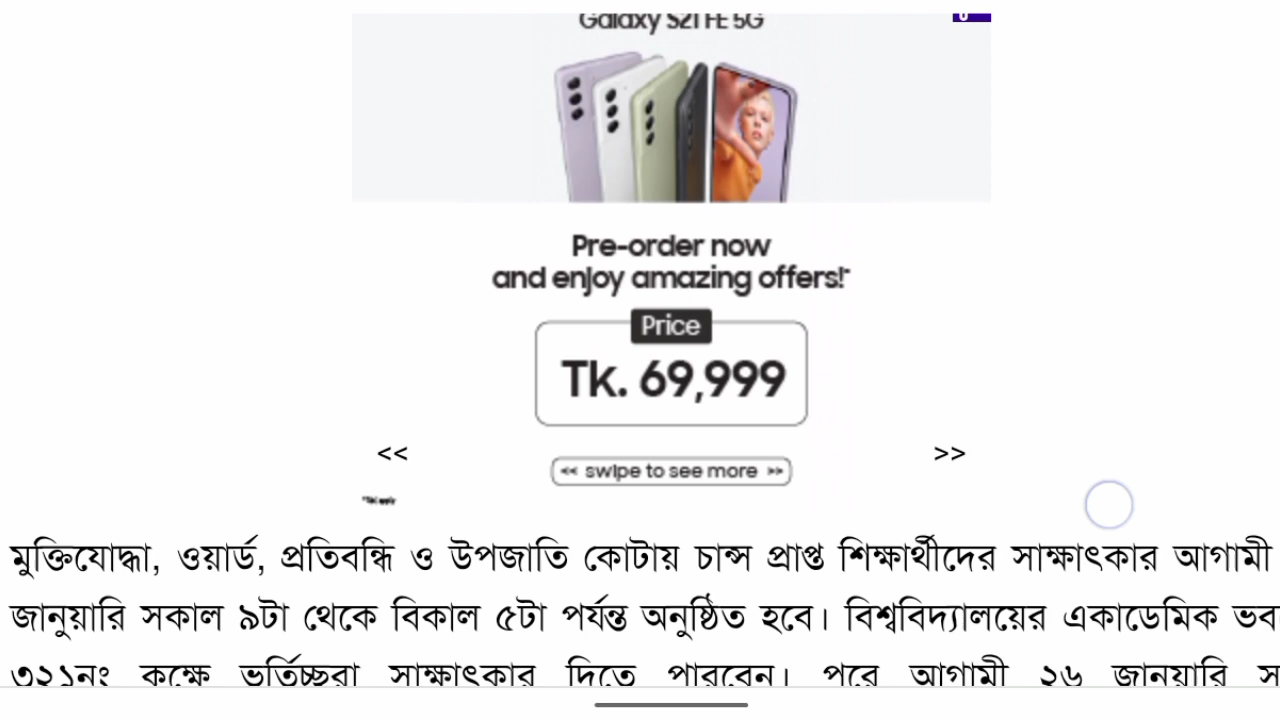 Galaxy S21 FE 5G
Pre-order now
and enjoy amazing offers!*
Price
Tk. 69,999
<< >>
<< swipe to see more >>
মুক্তিযোদ্ধা, ওয়ার্ড, প্রতিবন্ধি ও উপজাতি কোটায় চান্স প্রাপ্ত শিক্ষার্থীদের সাক্ষাৎকার আগামী
জানুয়ারি সকাল ৯টা থেকে বিকাল ৫টা পর্যন্ত অনুষ্ঠিত হবে। বিশ্ববিদ্যালয়ের একাডেমিক
৩২১নং কক্ষে ভর্তিচ্ছুরা সাক্ষাৎকার দিতে পারবেন। পরে আগামী ২৬ জানুয়ারি